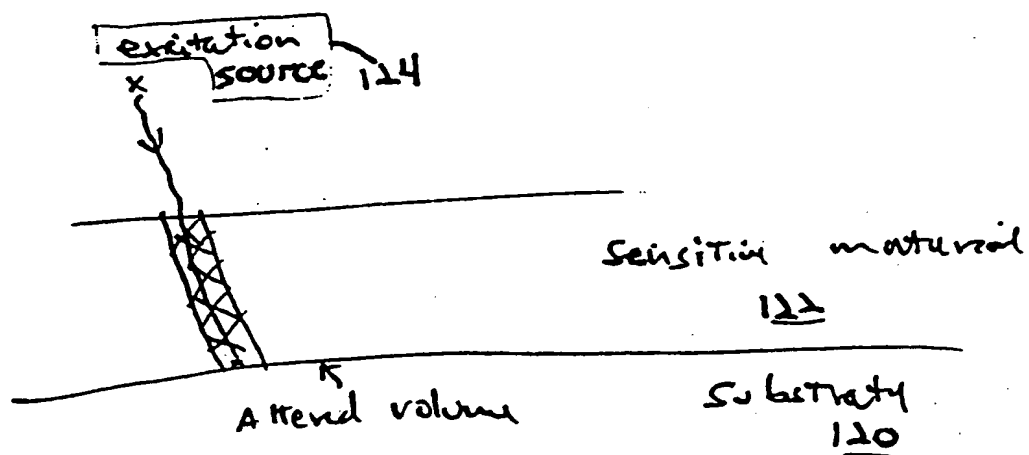 excitation
source
124
x
Sensitive material
122
Altered volume
Substrate
120